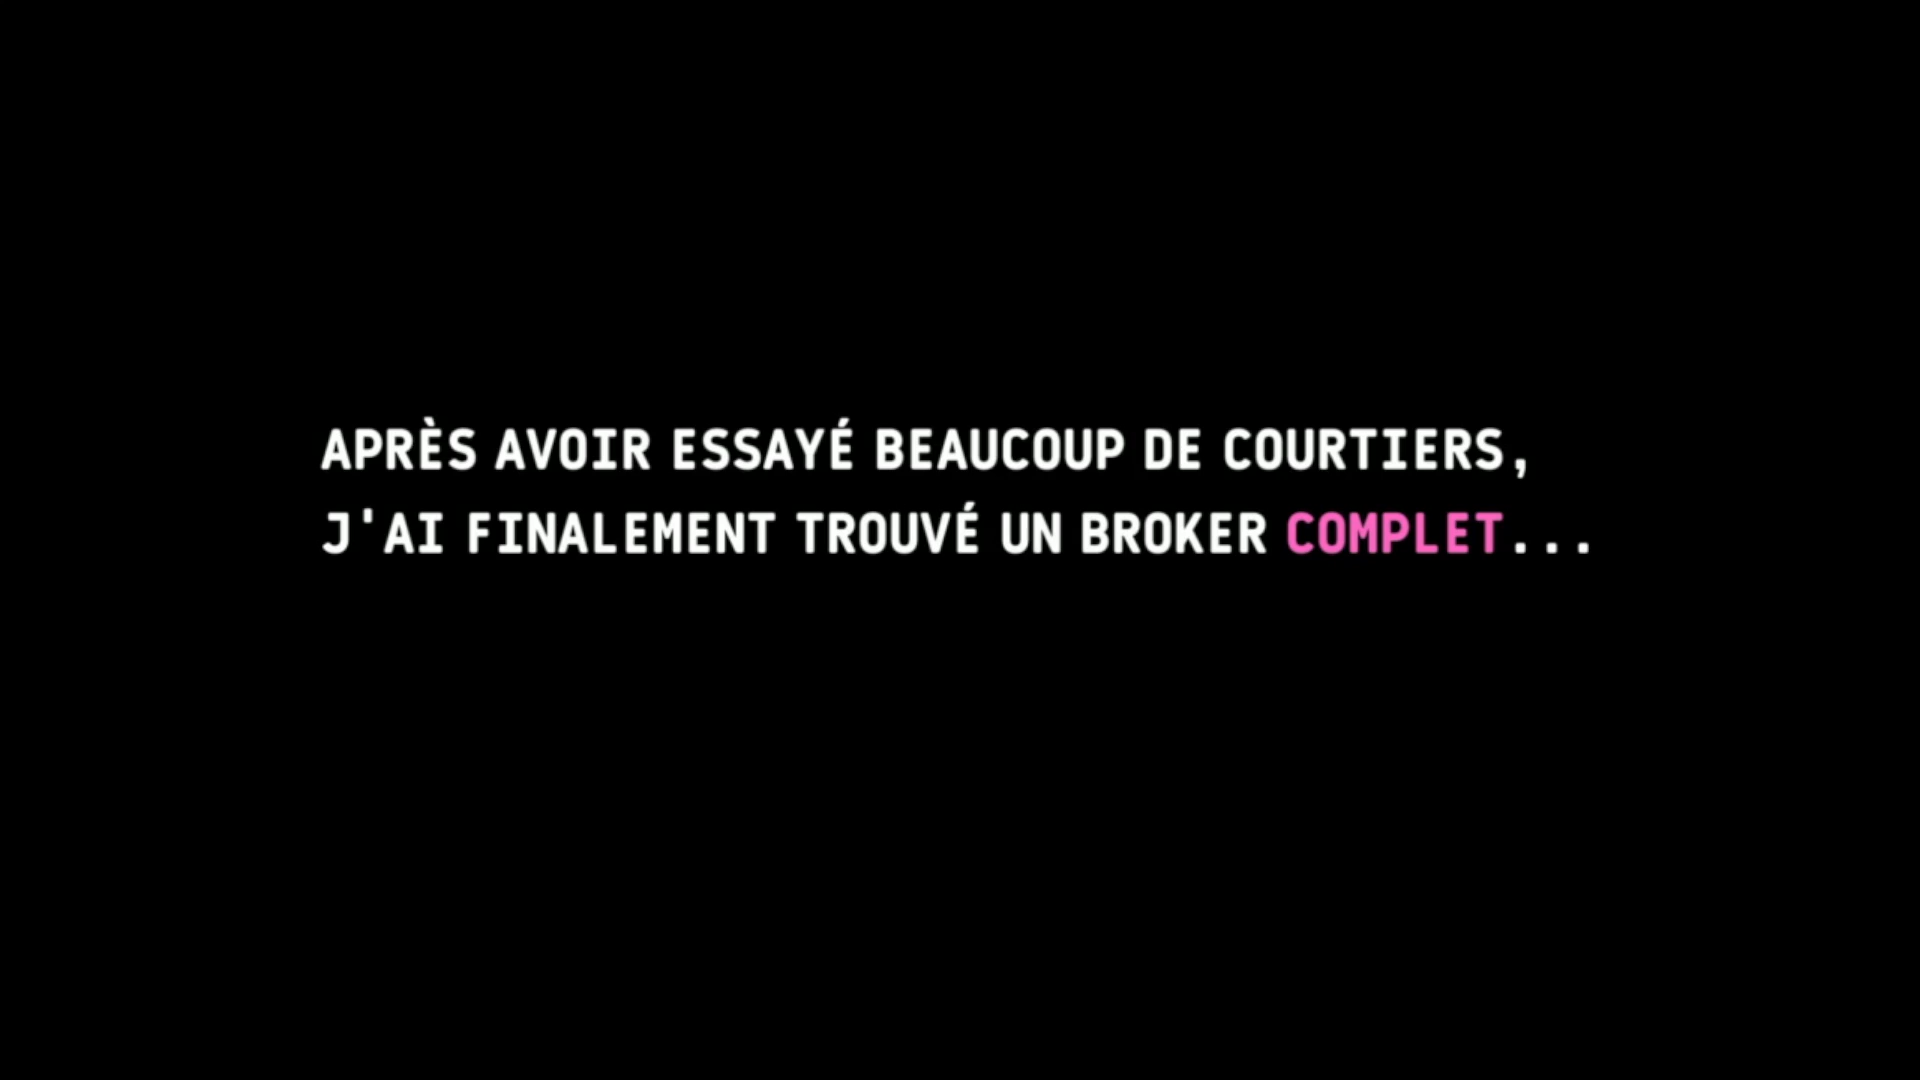 APRÈS AVOIR ESSAYÉ BEAUCOUP DE COURTIERS,
J'AI FINALEMENT TROUVÉ UN BROKER COMPLET...